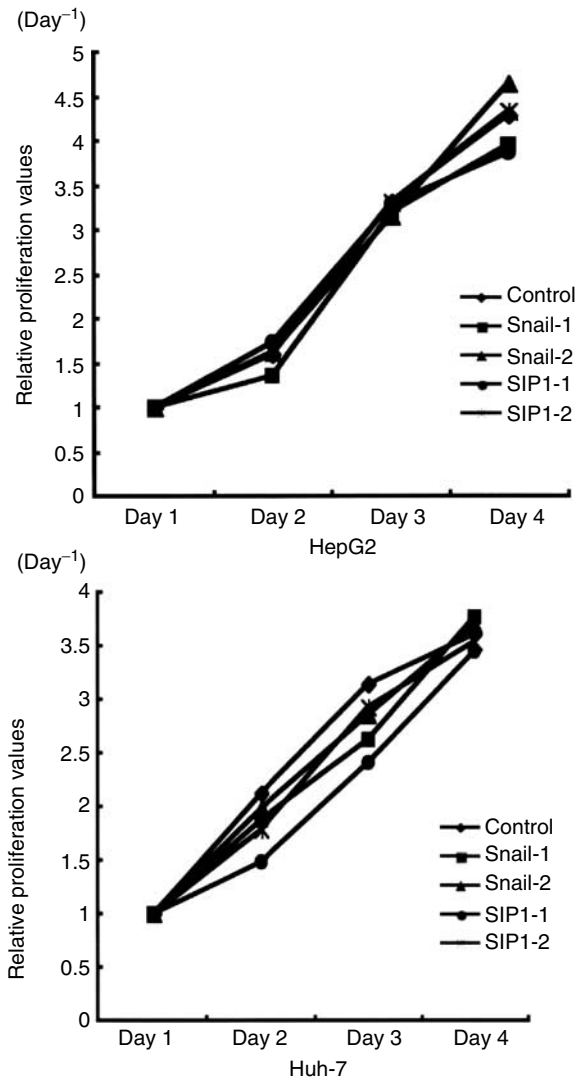 (Day⁻¹)
5
4.5
4
3.5
3
2.5
2
1.5
1
0.5
0
Relative proliferation values
Control
Snail-1
Snail-2
SIP1-1
SIP1-2
Day 1 Day 2 Day 3 Day 4
HepG2
(Day⁻¹)
4
3.5
3
2.5
2
1.5
1
0.5
0
Relative proliferation values
Control
Snail-1
Snail-2
SIP1-1
SIP1-2
Day 1 Day 2 Day 3 Day 4
Huh-7